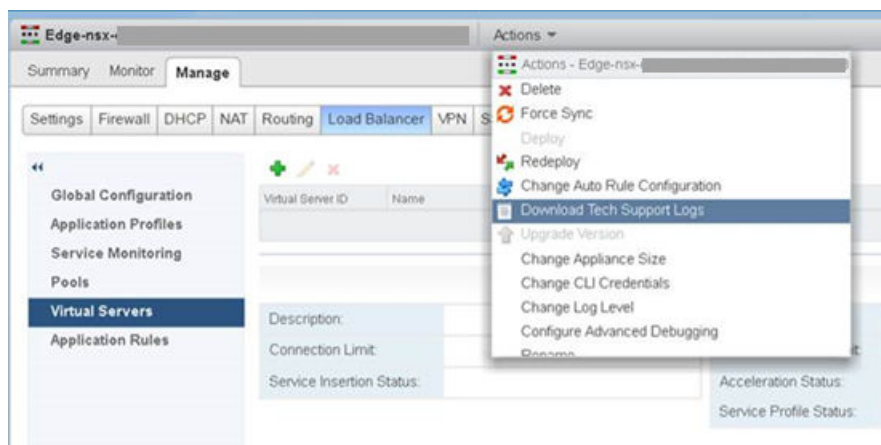 Edge-nsx-
Actions
Summary Monitor Manage
Actions - Edge-nsx-
Delete
Settings Firewall DHCP NAT Routing Load Balancer VPN
Force Sync
Deploy
Redeploy
Global Configuration
Virtual Server ID Name
Change Auto Rule Configuration
Application Profiles
Download Tech Support Logs
Service Monitoring
Upgrade Version
Pools
Change Appliance Size
Virtual Servers
Change CLI Credentials
Description:
Change Log Level
Application Rules
Configure Advanced Debugging
Connection Limit:
Rename
Service Insertion Status:
Acceleration Status:
Service Profile Status: